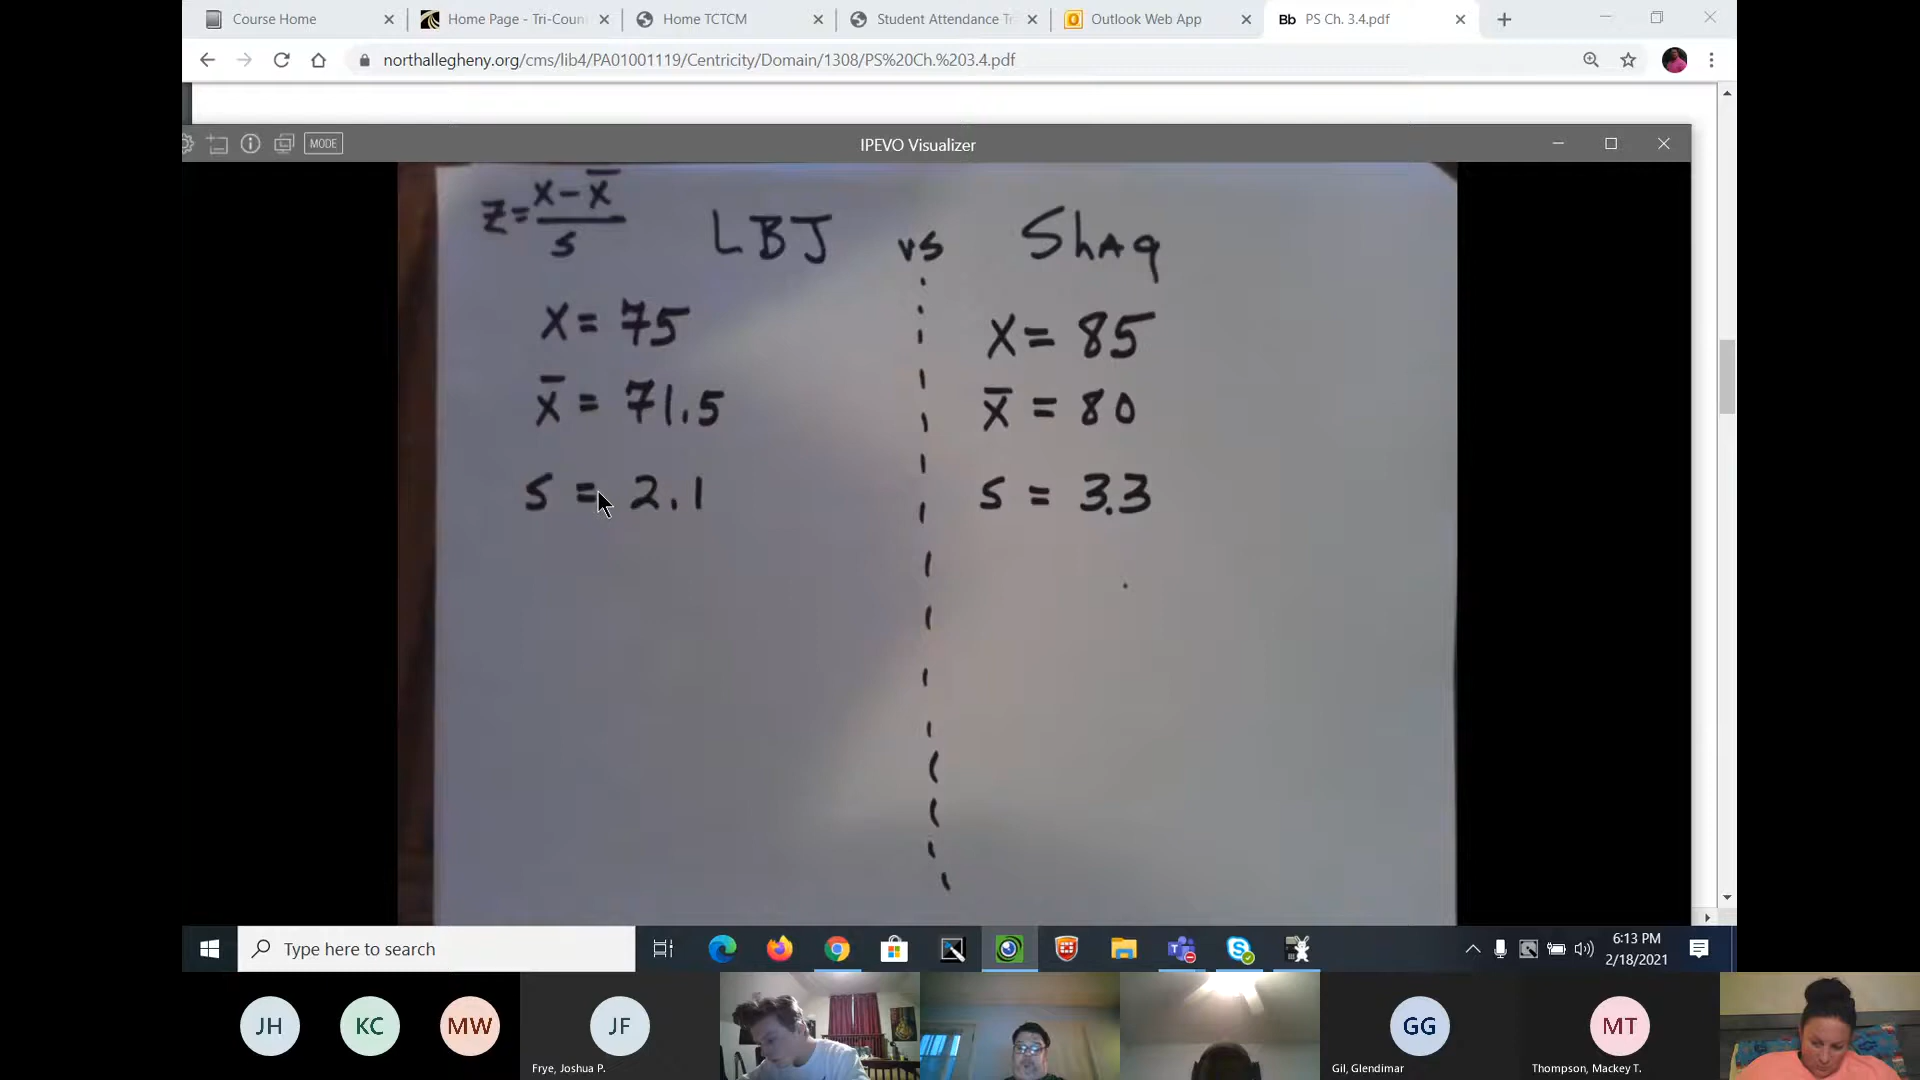 Course Home
Home Page - Tri-Coun
Home TCTCM
Student Attendance Tr
Outlook Web App
Bb PS Ch. 3.4.pdf
northallegheny.org/cms/lib4/PA01001119/Centricity/Domain/1308/PS%20Ch.%203.4.pdf
MODE
IPEVO Visualizer
z = x - x̄ / s
LBJ vs Shaq
x = 75
x = 85
x̄ = 71.5
x̄ = 80
s = 2.1
s = 3.3
Type here to search
6:13 PM
2/18/2021
JH
KC
MW
JF
GG
MT
Frye, Joshua P.
Gil, Glendimar
Thompson, Mackey T.